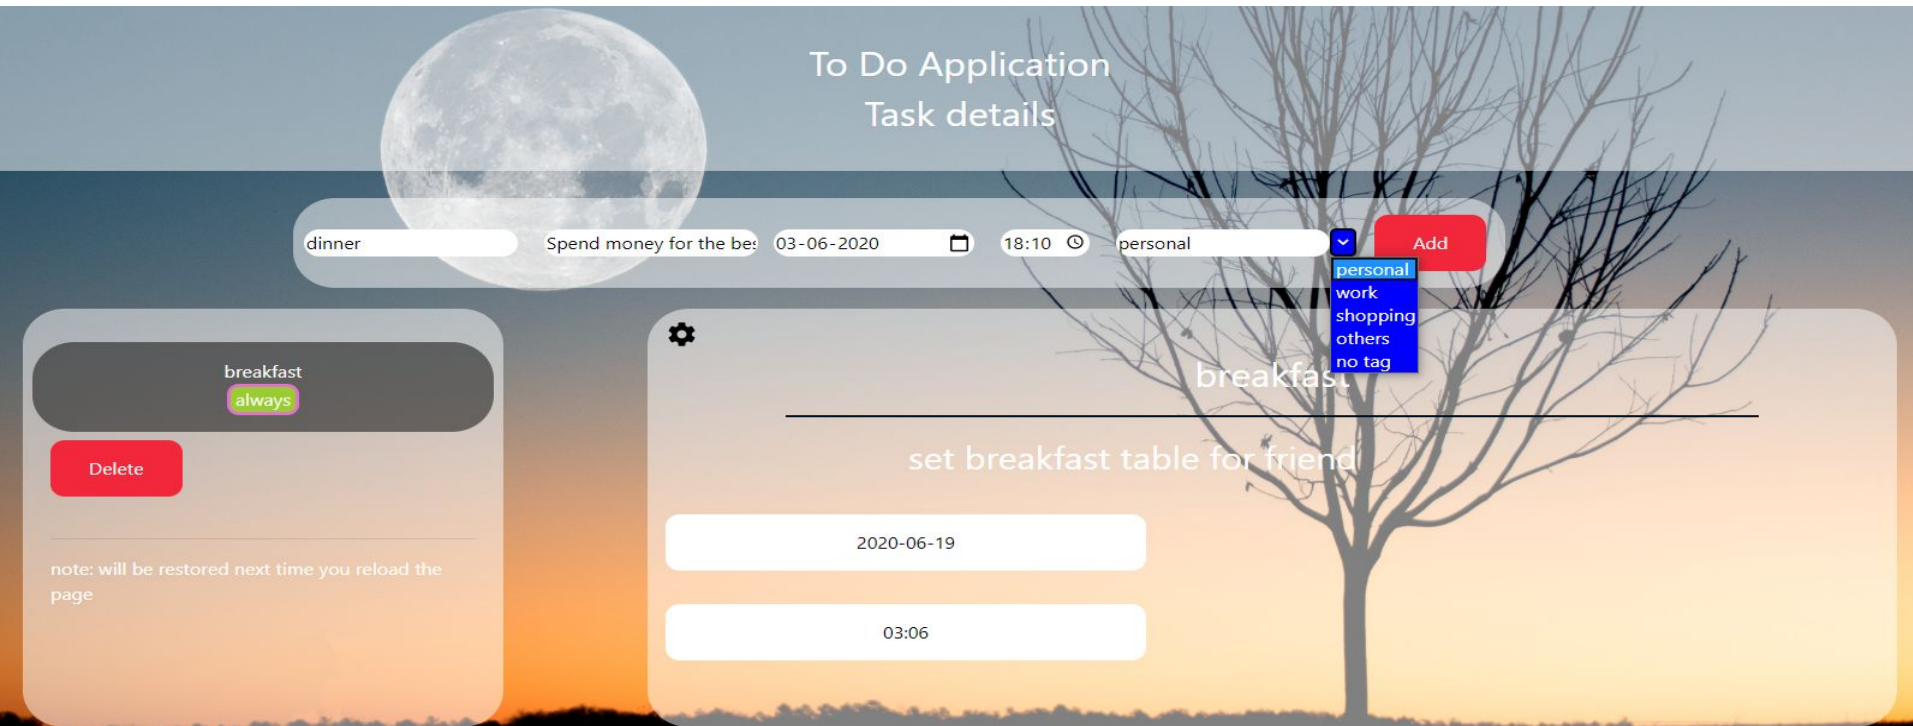 To Do Application
Task details
dinner
Spend money for the bes
03-06-2020
18:10
personal
Add
personal
work
shopping
others
no tag
breakfast
always
Delete
note: will be restored next time you reload the
page
breakfast
set breakfast table for friend
2020-06-19
03:06